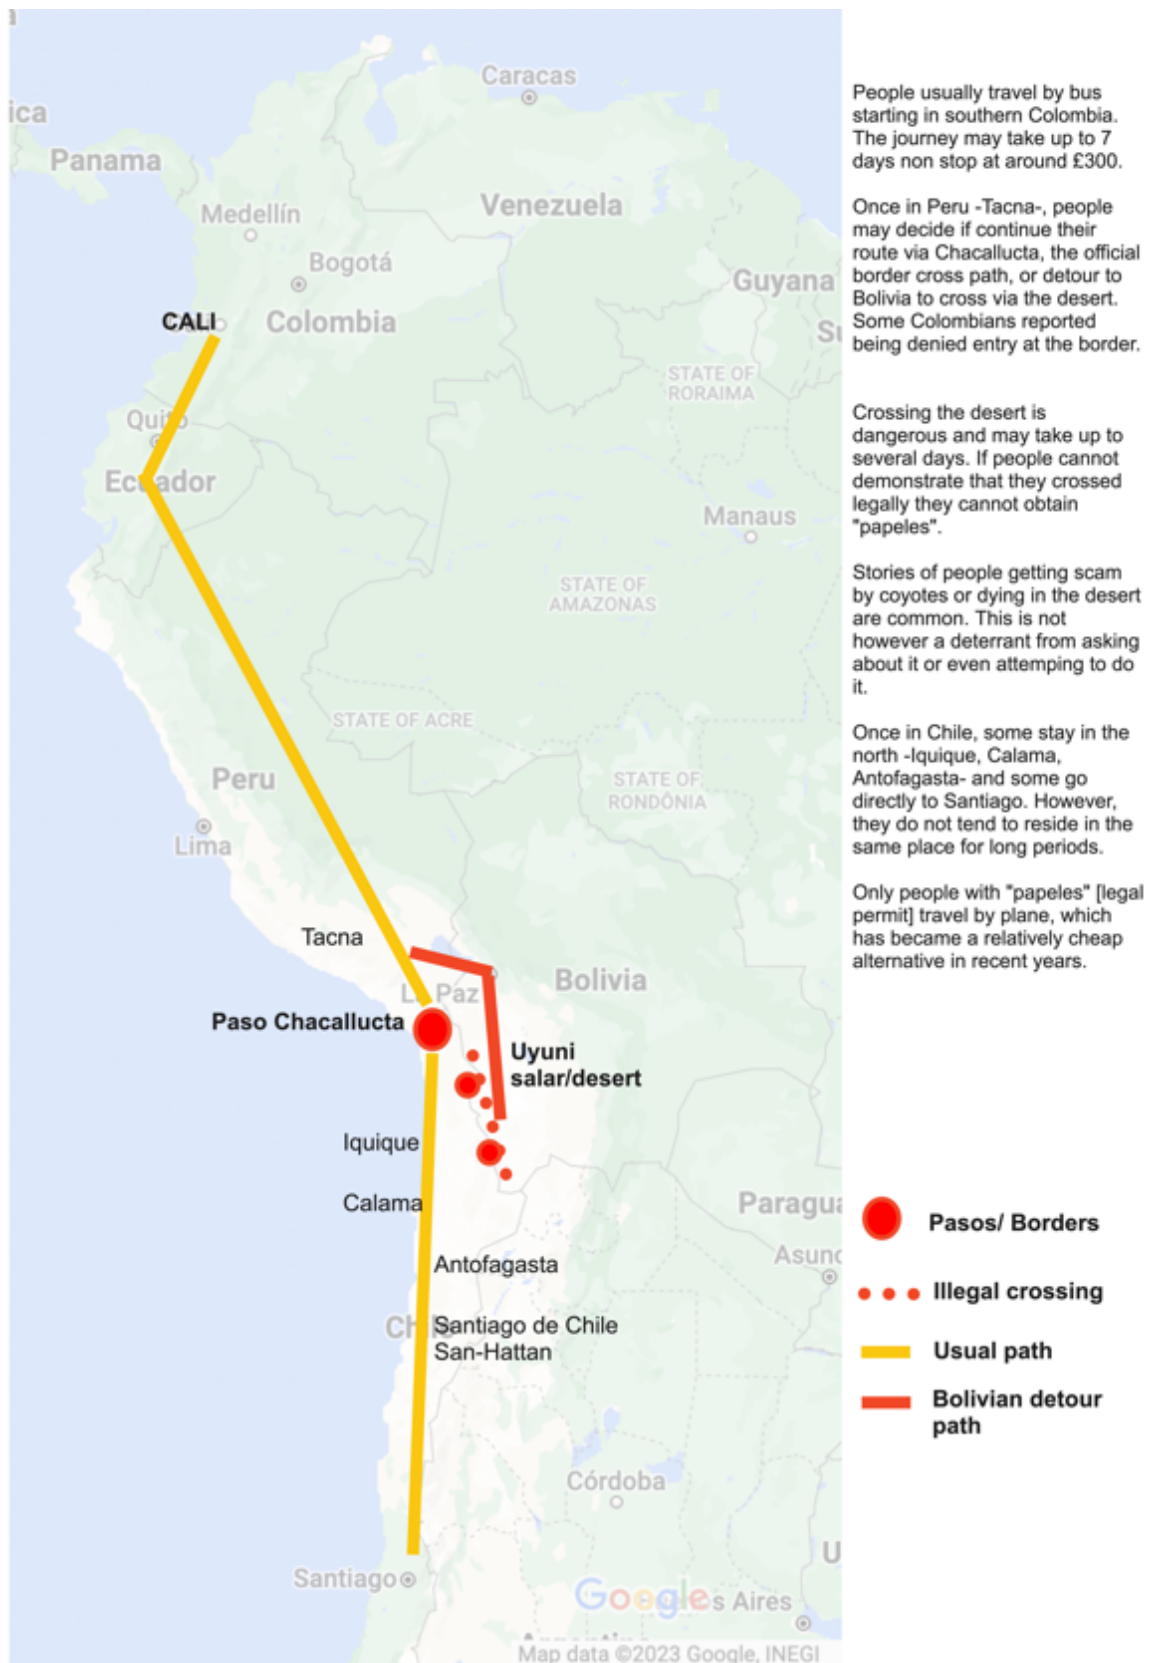 Caracas
ica
Panama
Medellín
Venezuela
Bogotá
Guyana
CALI
Colombia
STATE OF
RORAIMA
Quito
Ecuador
Manaus
STATE OF
AMAZONAS
STATE OF ACRE
Peru
STATE OF
RONDÔNIA
Lima
Tacna
La Paz
Bolivia
Paso Chacallucta
Uyuni
salar/desert
Iquique
Calama
Paragua
Asunc
Antofagasta
Chile
Santiago de Chile
San-Hattan
Córdoba
Santiago
Google
s Aires
Map data ©2023 Google, INEGI
People usually travel by bus
starting in southern Colombia.
The journey may take up to 7
days non stop at around £300.
Once in Peru -Tacna-, people
may decide if continue their
route via Chacallucta, the official
border cross path, or detour to
Bolivia to cross via the desert.
Some Colombians reported
being denied entry at the border.
Crossing the desert is
dangerous and may take up to
several days. If people cannot
demonstrate that they crossed
legally they cannot obtain
"papeles".
Stories of people getting scam
by coyotes or dying in the desert
are common. This is not
however a deterrant from asking
about it or even attemping to do
it.
Once in Chile, some stay in the
north -Iquique, Calama,
Antofagasta- and some go
directly to Santiago. However,
they do not tend to reside in the
same place for long periods.
Only people with "papeles" [legal
permit] travel by plane, which
has became a relatively cheap
alternative in recent years.
Pasos/ Borders
Illegal crossing
Usual path
Bolivian detour
path